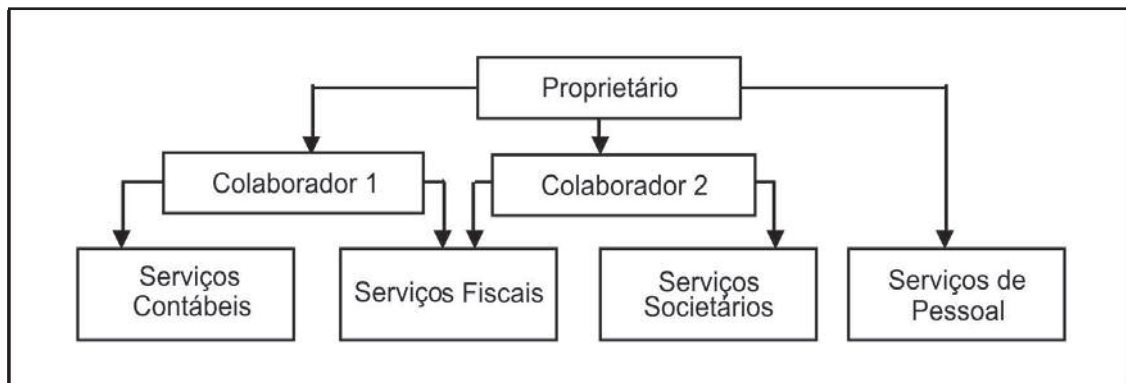 Proprietário
Colaborador 1
Colaborador 2
Serviços
Contábeis
Serviços Fiscais
Serviços
Societários
Serviços de
Pessoal